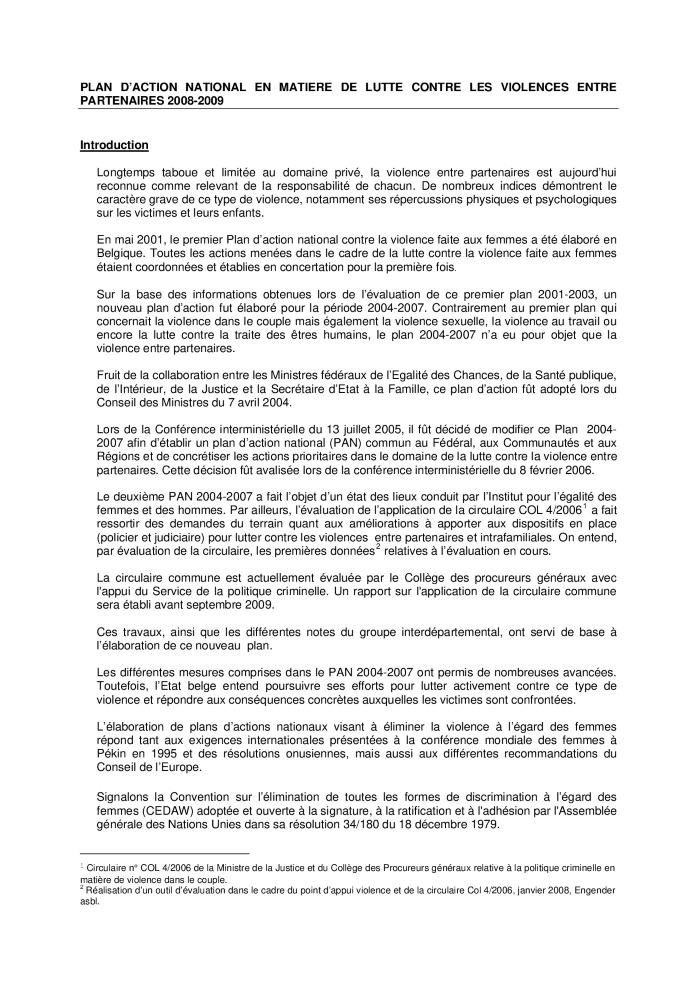 PLAN D'ACTION NATIONAL EN MATIERE DE LUTTE CONTRE LES VIOLENCES ENTRE
PARTENAIRES 2008-2009
Introduction
Longtemps taboue et limitée au domaine privé, la violence entre partenaires est aujourd'hui
reconnue comme relevant de la responsabilité de chacun. De nombreux indices démontrent le
caractère grave de ce type de violence, notamment ses répercussions physiques et psychologiques
sur les victimes et leurs enfants.
En mai 2001, le premier Plan d'action national contre la violence faite aux femmes a été élaboré en
Belgique. Toutes les actions menées dans le cadre de la lutte contre la violence faite aux femmes
étaient coordonnées et établies en concertation pour la première fois.
Sur la base des informations obtenues lors de l'évaluation de ce premier plan 2001-2003, un
nouveau plan d'action fut élaboré pour la période 2004-2007. Contrairement au premier plan qui
concernait la violence dans le couple mais également la violence sexuelle, la violence au travail ou
encore la lutte contre la traite des êtres humains, le plan 2004-2007 n'a eu pour objet que la
violence entre partenaires.
Fruit de la collaboration entre les Ministres fédéraux de l'Egalité des Chances, de la Santé publique,
de l'Intérieur, de la Justice et la Secrétaire d'Etat à la Famille, ce plan d'action fût adopté lors du
Conseil des Ministres du 7 avril 2004.
Lors de la Conférence interministérielle du 13 juillet 2005, il fût décidé de modifier ce Plan 2004-
2007 afin d'établir un plan d'action national (PAN) commun au Fédéral, aux Communautés et aux
Régions et de concrétiser les actions prioritaires dans le domaine de la lutte contre la violence entre
partenaires. Cette décision fût avalisée lors de la conférence interministérielle du 8 février 2006.
Le deuxième PAN 2004-2007 a fait l'objet d'un état des lieux conduit par l'Institut pour l'égalité des
femmes et des hommes. Par ailleurs, l'évaluation de l'application de la circulaire COL 4/2006¹ a fait
ressortir des demandes du terrain quant aux améliorations à apporter aux dispositifs en place
(policier et judiciaire) pour lutter contre les violences entre partenaires et intrafamiliales. On entend,
par évaluation de la circulaire, les premières données² relatives à l'évaluation en cours.
La circulaire commune est actuellement évaluée par le Collège des procureurs généraux avec
l'appui du Service de la politique criminelle. Un rapport sur l'application de la circulaire commune
sera établi avant septembre 2009.
Ces travaux, ainsi que les différentes notes du groupe interdépartemental, ont servi de base à
l'élaboration de ce nouveau plan.
Les différentes mesures comprises dans le PAN 2004-2007 ont permis de nombreuses avancées.
Toutefois, l'Etat belge entend poursuivre ses efforts pour lutter activement contre ce type de
violence et répondre aux conséquences concrètes auxquelles les victimes sont confrontées.
L'élaboration de plans d'actions nationaux visant à éliminer la violence à l'égard des femmes
répond tant aux exigences internationales présentées à la conférence mondiale des femmes à
Pékin en 1995 et des résolutions onusiennes, mais aussi aux différentes recommandations du
Conseil de l'Europe.
Signalons la Convention sur l'élimination de toutes les formes de discrimination à l'égard des
femmes (CEDAW) adoptée et ouverte à la signature, à la ratification et à l'adhésion par l'Assemblée
générale des Nations Unies dans sa résolution 34/180 du 18 décembre 1979.
¹ Circulaire n° COL 4/2006 de la Ministre de la Justice et du Collège des Procureurs généraux relative à la politique criminelle en
matière de violence dans le couple.
² Réalisation d'un outil d'évaluation dans le cadre du point d'appui violence et de la circulaire Col 4/2006, janvier 2008, Engender
asbl.